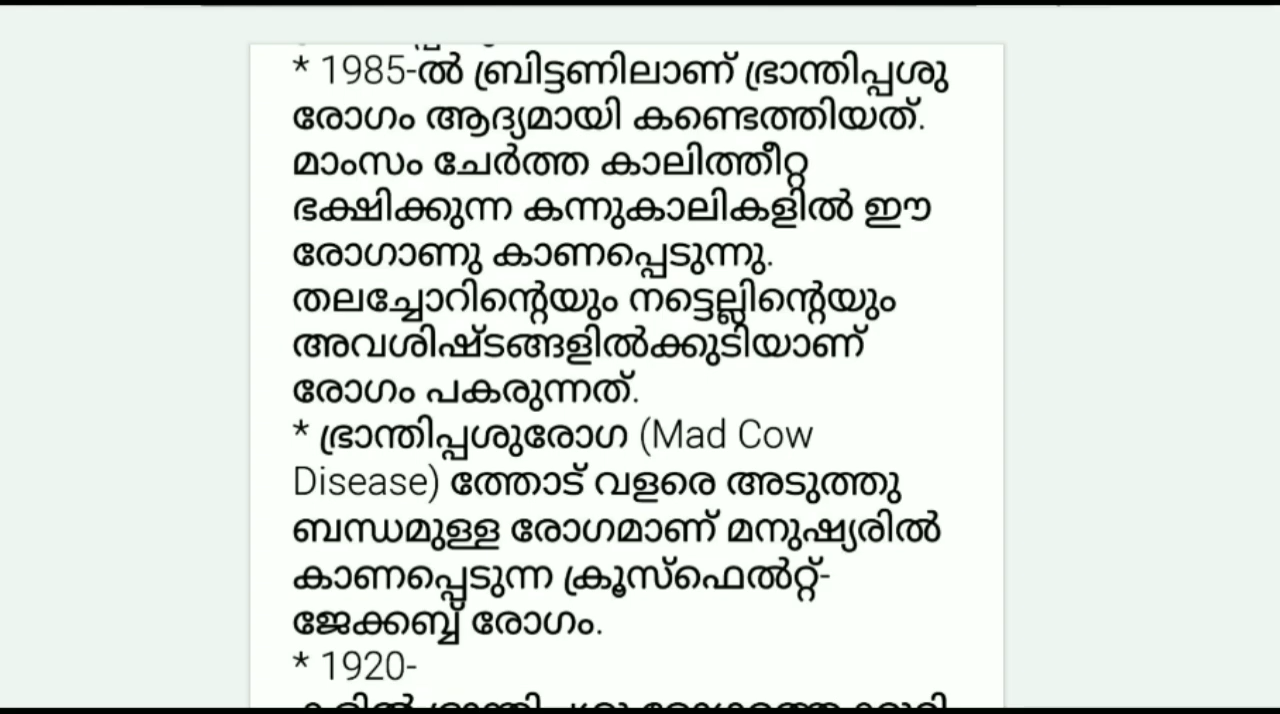 * 1985-ൽ ബ്രിട്ടണിലാണ് ഭ്രാന്തിപ്പശു
രോഗം ആദ്യമായി കണ്ടെത്തിയത്.
മാംസം ചേർത്ത കാലിത്തീറ്റ
ഭക്ഷിക്കുന്ന കന്നുകാലികളിൽ ഈ
രോഗാണു കാണപ്പെടുന്നു.
തലച്ചോറിന്റെയും നട്ടെല്ലിന്റെയും
അവശിഷ്ടങ്ങളിൽക്കുടിയാണ്
രോഗം പകരുന്നത്.
* ഭ്രാന്തിപ്പശുരോഗ (Mad Cow
Disease) ത്തോട് വളരെ അടുത്തു
ബന്ധമുള്ള രോഗമാണ് മനുഷ്യരിൽ
കാണപ്പെടുന്ന ക്രൂസ്ഫെൽറ്റ്-
ജേക്കബ്ബ് രോഗം.
* 1920-